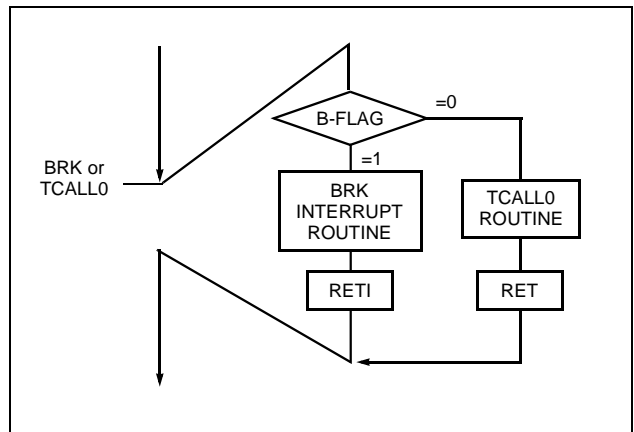 B-FLAG
=0
=1
BRK or
TCALL0
BRK
INTERRUPT
ROUTINE
TCALL0
ROUTINE
RETI
RET